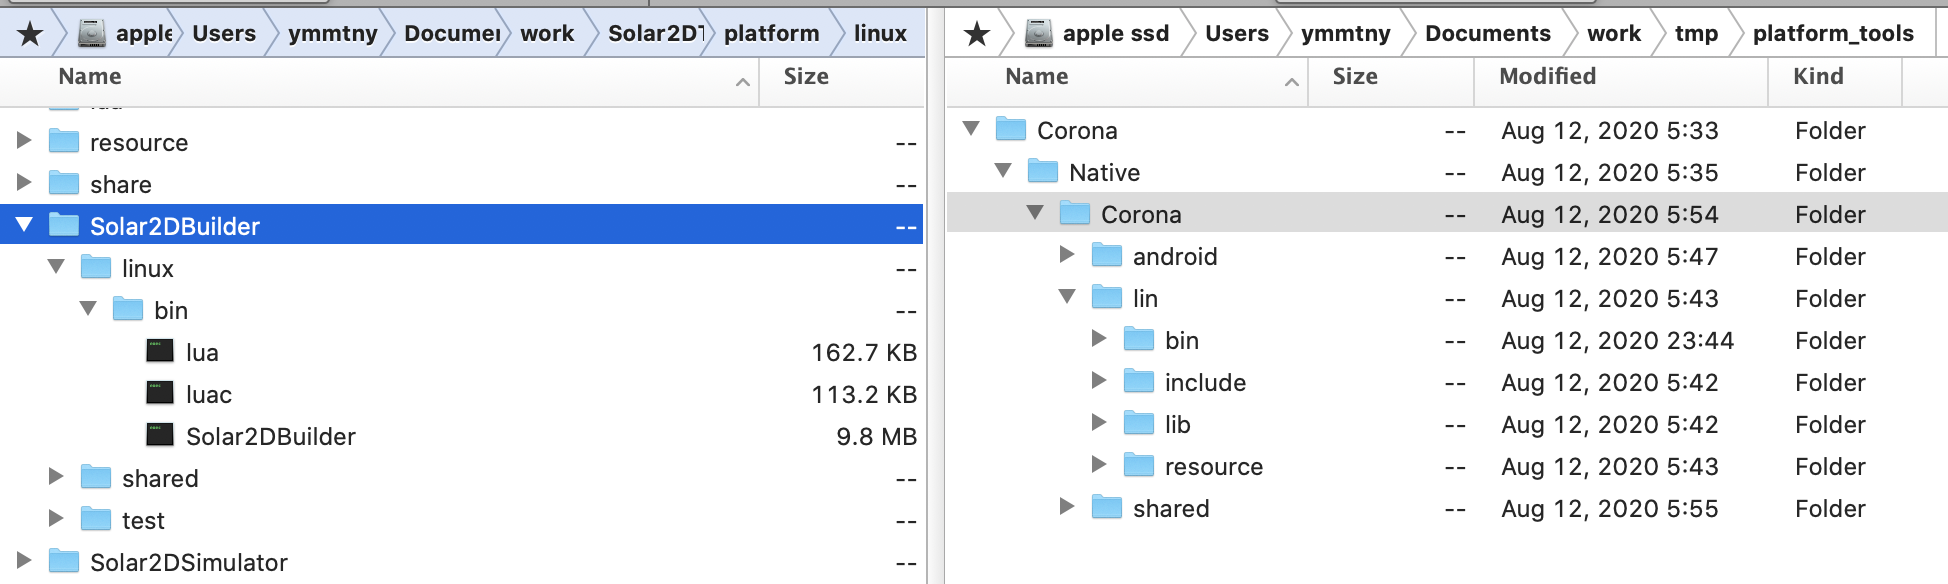 Users ymmtny work platform linux
Name Size
resource --
share --
Solar2DBuilder --
linux --
bin --
lua 162.7 KB
luac 113.2 KB
Solar2DBuilder 9.8 MB
shared --
test --
Solar2DSimulator --
apple ssd Users ymmtny Documents work tmp platform_tools
Name Size Modified Kind
Corona -- Aug 12, 2020 5:33 Folder
Native -- Aug 12, 2020 5:35 Folder
Corona -- Aug 12, 2020 5:54 Folder
android -- Aug 12, 2020 5:47 Folder
lin -- Aug 12, 2020 5:43 Folder
bin -- Aug 12, 2020 23:44 Folder
include -- Aug 12, 2020 5:42 Folder
lib -- Aug 12, 2020 5:42 Folder
resource -- Aug 12, 2020 5:43 Folder
shared -- Aug 12, 2020 5:55 Folder